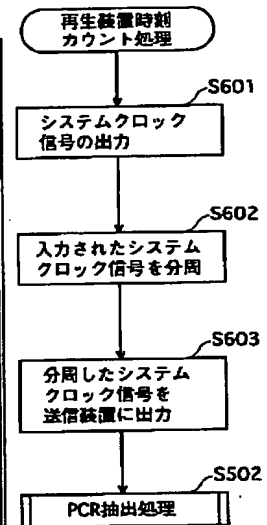 再生装置時刻
カウント処理
S601
システムクロック
信号の出力
S602
入力されたシステム
クロック信号を分周
S603
分周したシステム
クロック信号を
送信装置に出力
S502
PCR抽出処理